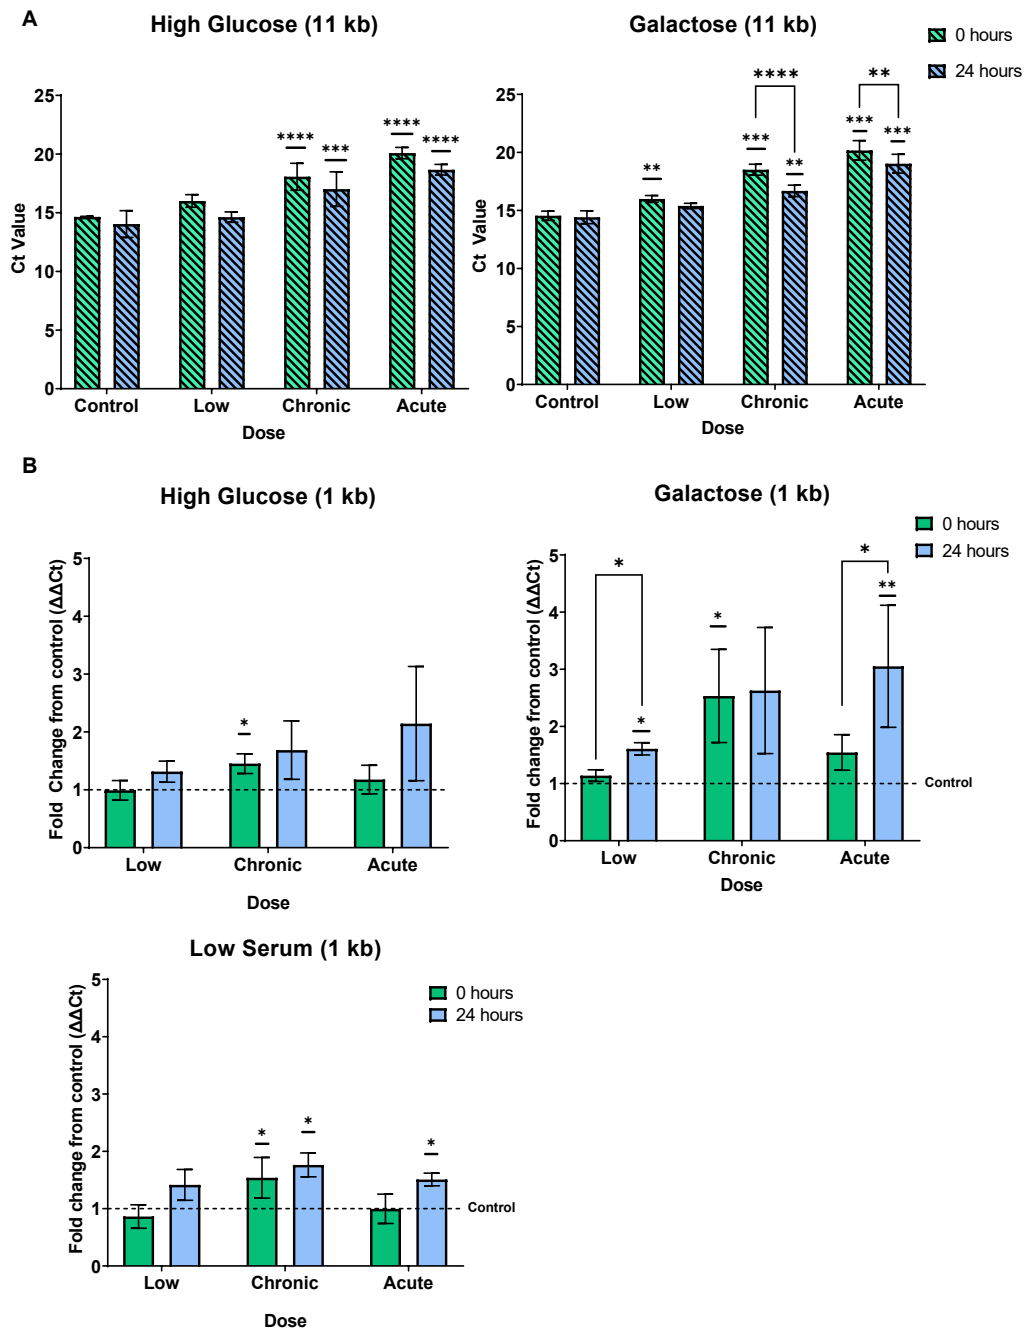 A
High Glucose (11 kb)
Galactose (11 kb)
0 hours
24 hours
Ct Value
25
20
15
10
5
0
**** *** **** ****
Control Low Chronic Acute
Dose
Ct Value
25
20
15
10
5
0
**** **
** *** ** *** ***
Control Low Chronic Acute
Dose
B
High Glucose (1 kb)
Galactose (1 kb)
0 hours
24 hours
Fold Change from control (ΔΔCt)
5
4
3
2
1
0
*
Low Chronic Acute
Dose
Fold change from control (ΔΔCt)
5
4
3
2
1
0
* *
* * **
Control
Low Chronic Acute
Dose
Low Serum (1 kb)
0 hours
24 hours
Fold change from control (ΔΔCt)
5
4
3
2
1
0
* * *
Control
Low Chronic Acute
Dose